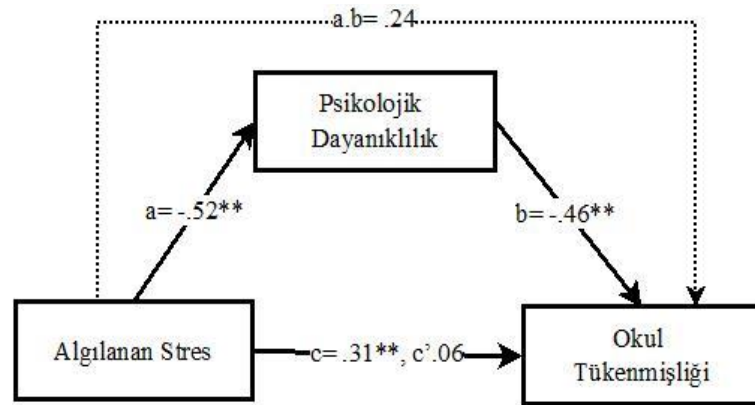 a.b= .24
Psikolojik
Dayanıklılık
a= -.52**
b= -.46**
Algılanan Stres
c= .31**, c’.06
Okul
Tükenmişliği